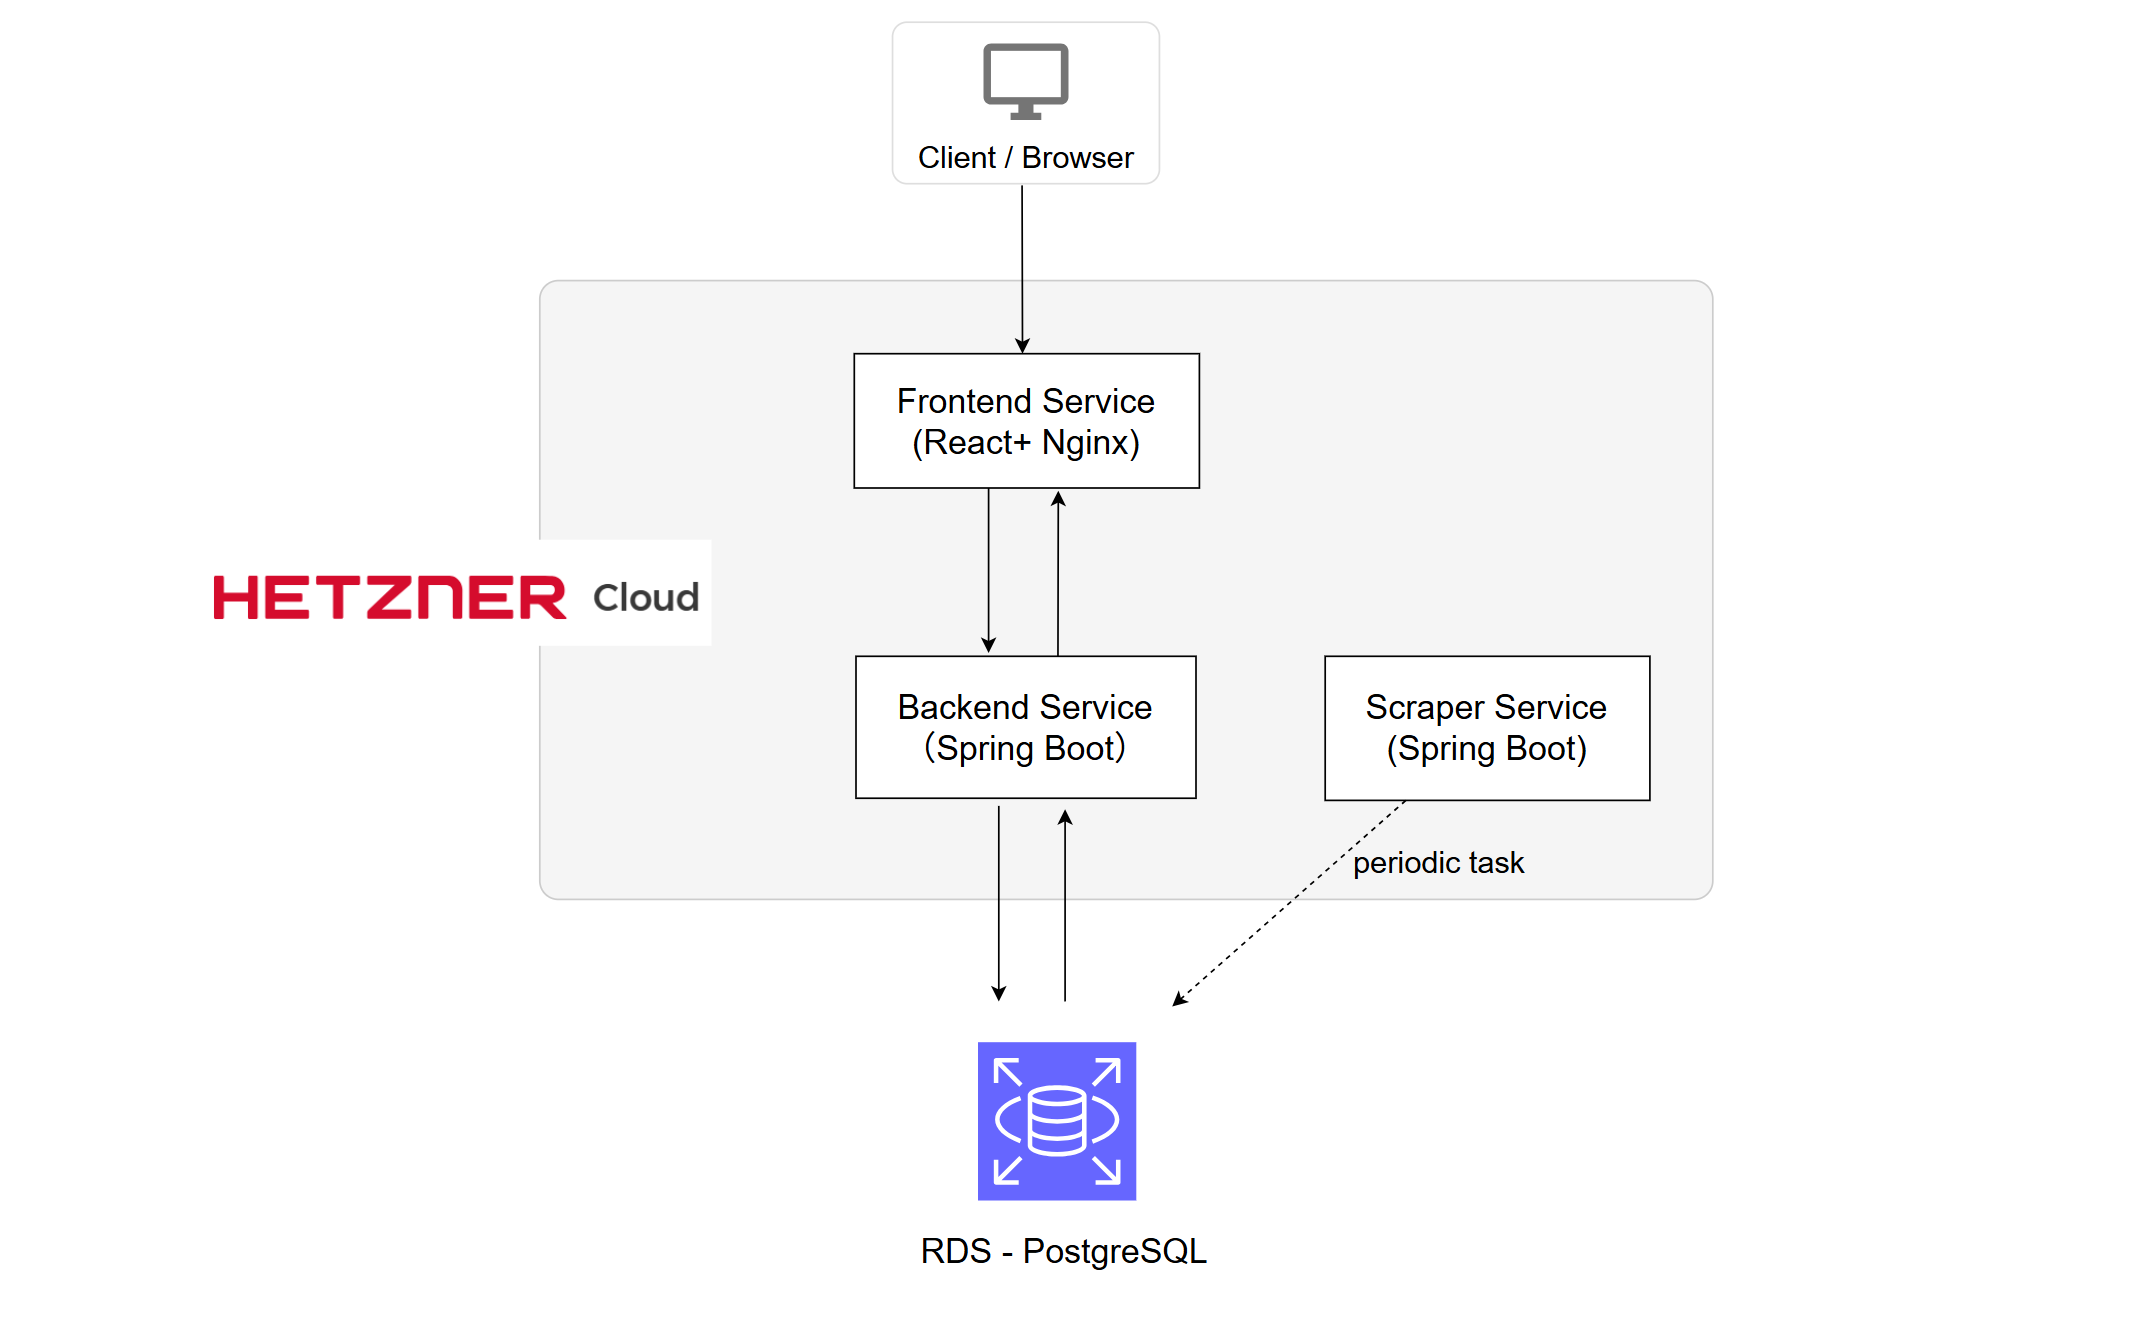 Client / Browser
Frontend Service
(React+ Nginx)
HETZNER Cloud
Backend Service
（Spring Boot）
Scraper Service
(Spring Boot)
periodic task
RDS - PostgreSQL